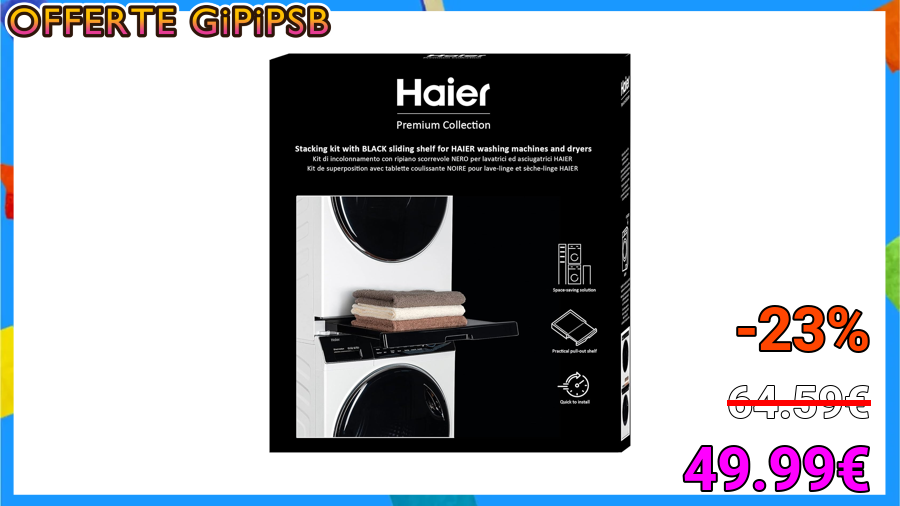 OFFERTE GiPiPSB
Haier
Premium Collection
Stacking kit with BLACK sliding shelf for HAIER washing machines and dryers
Kit di incolonnamento con ripiano scorrevole NERO per lavatrici ed asciugatrici HAIER
Kit de superposition avec tablette coulissante NOIRE pour lave-linge et sèche-linge HAIER
Space-saving solution
Practical pull-out shelf
Quick to install
Haier
Haier
-23%
64.59€
49.99€